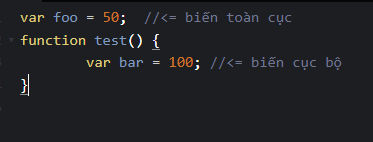 var foo = 50;  //<= biến toàn cục
function test() {
        var bar = 100; //<= biến cục bộ
}